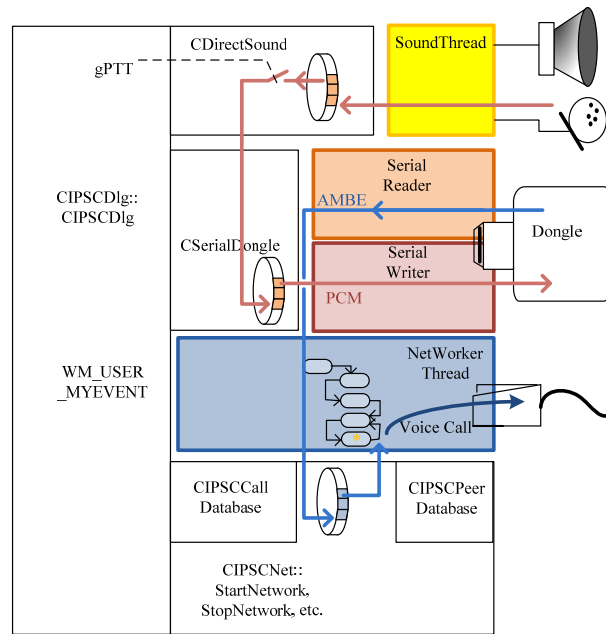 CDirectSound
SoundThread
gPTT
Serial
Reader
CIPSCDlg::
CIPSCDlg
AMBE
Dongle
CSerialDongle
Serial
Writer
PCM
NetWorker
Thread
WM_USER
_MYEVENT
Voice Call
CIPSCCall
Database
CIPSCPeer
Database
CIPSCNet::
StartNetwork,
StopNetwork, etc.